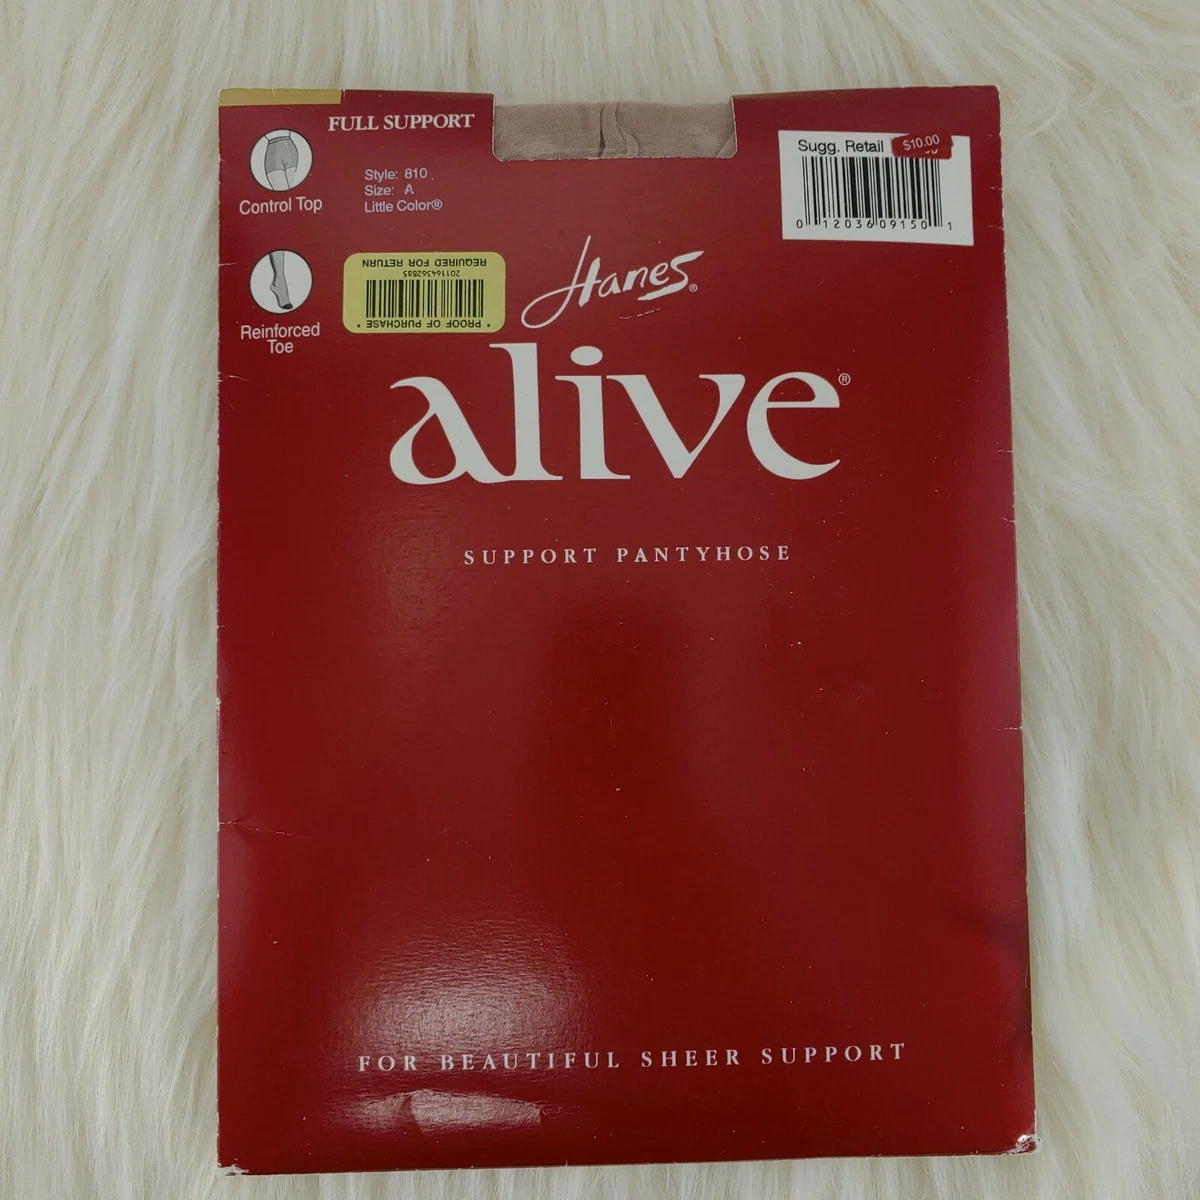 FULL SUPPORT
Control Top
Style: 810
Size: A
Little Color®
Sugg. Retail
$10.00
0 12036 09150 1
Reinforced
Toe
* PROOF OF PURCHASE *
201164362885
REQUIRED FOR RETURN
Hanes®
alive®
SUPPORT PANTYHOSE
FOR BEAUTIFUL SHEER SUPPORT